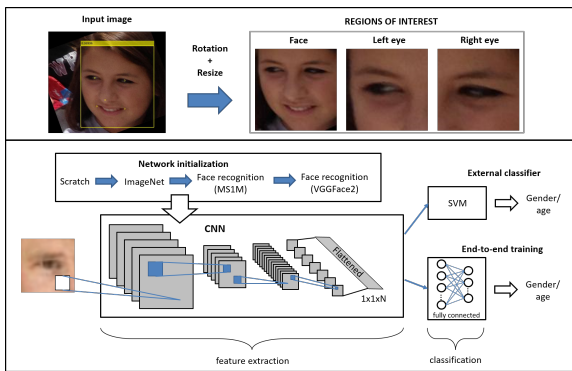 Input image
Rotation
+
Resize
REGIONS OF INTEREST
Face
Left eye
Right eye
Network initialization
Scratch
ImageNet
Face recognition
(MS1M)
Face recognition
(VGGFace2)
CNN
Flattened
1x1xN
External classifier
SVM
Gender/
age
End-to-end training
fully connected
Gender/
age
feature extraction
classification